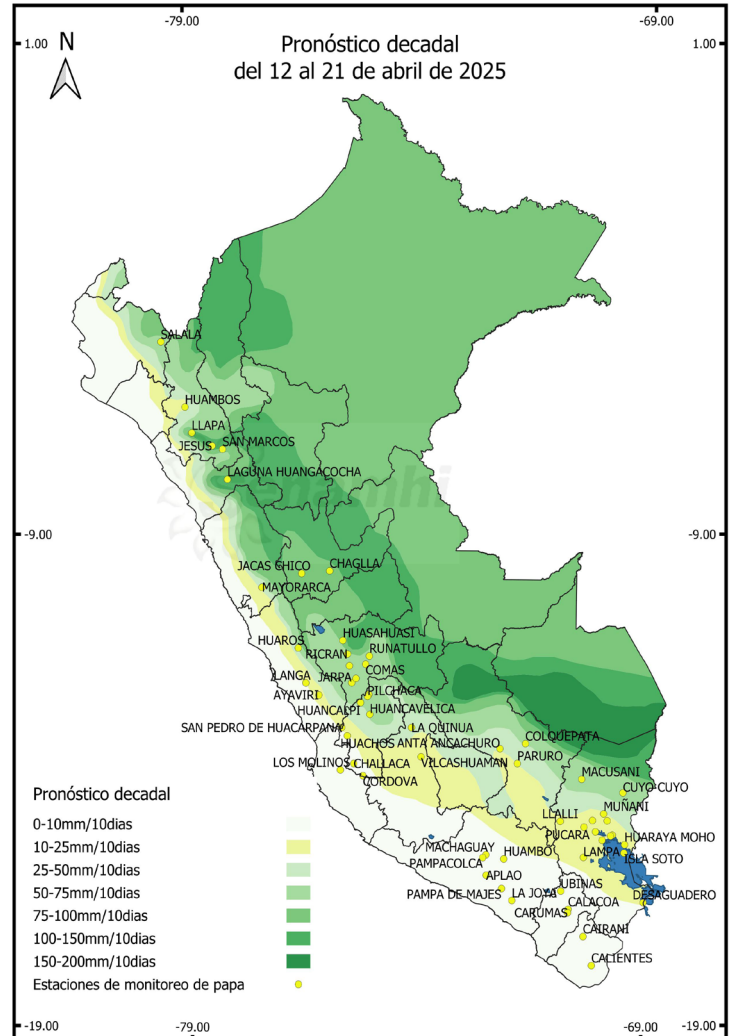 -79.00
-69.00
1.00
N
Pronóstico decadal
1.00
del 12 al 21 de abril de 2025
SALALA
HUAMBOS
LLAPA
JESUS
SAN MARCOS
LAGUNA HUANGACOCHA
-9.00
-9.00
JACAS CHICO
CHAGLLA
MAYORARCA
HUAROS
HUASAHUASI
RICRAN
RUNATULLO
COMAS
LANGA
JARPA
AYAVIRI
PILCHACA
HUANCALPI
HUANCAVELICA
SAN PEDRO DE HUACARPANA
LA QUINUA
HUACHOS
ANTA ANCACHURO
COLQUEPATA
LOS MOLINOS
CHALLACA
VILCASHUAMAN
PARURO
CORDOVA
MACUSANI
CUYO-CUYO
Pronóstico decadal
0-10mm/10dias
10-25mm/10dias
25-50mm/10dias
50-75mm/10dias
75-100mm/10dias
100-150mm/10dias
150-200mm/10dias
Estaciones de monitoreo de papa
LLALLI
MUÑANI
PUCARA
HUARAYA MOHO
MACHAGUAY
HUAMBO
LAMPA
ISLA SOTO
PAMPACOLCA
APLAO
UBINAS
DESAGUADERO
PAMPA DE MAJES
LA JOYA
CALACOA
CARUMAS
CAIRANI
CALIENTES
-19.00
-79.00
-69.00
-19.00